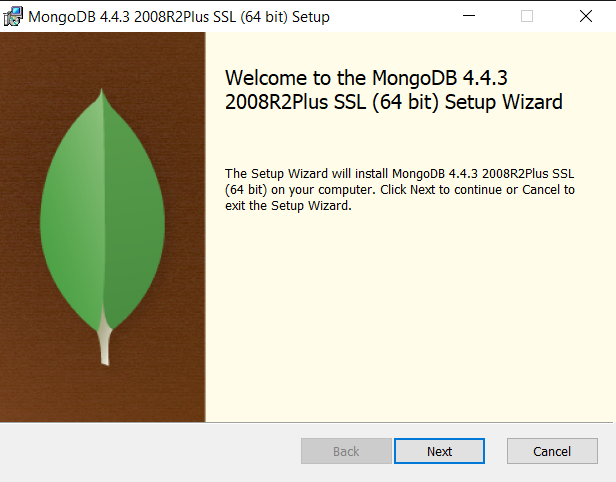 MongoDB 4.4.3 2008R2Plus SSL (64 bit) Setup
Welcome to the MongoDB 4.4.3
2008R2Plus SSL (64 bit) Setup Wizard
The Setup Wizard will install MongoDB 4.4.3 2008R2Plus SSL
(64 bit) on your computer. Click Next to continue or Cancel to
exit the Setup Wizard.
Back Next Cancel